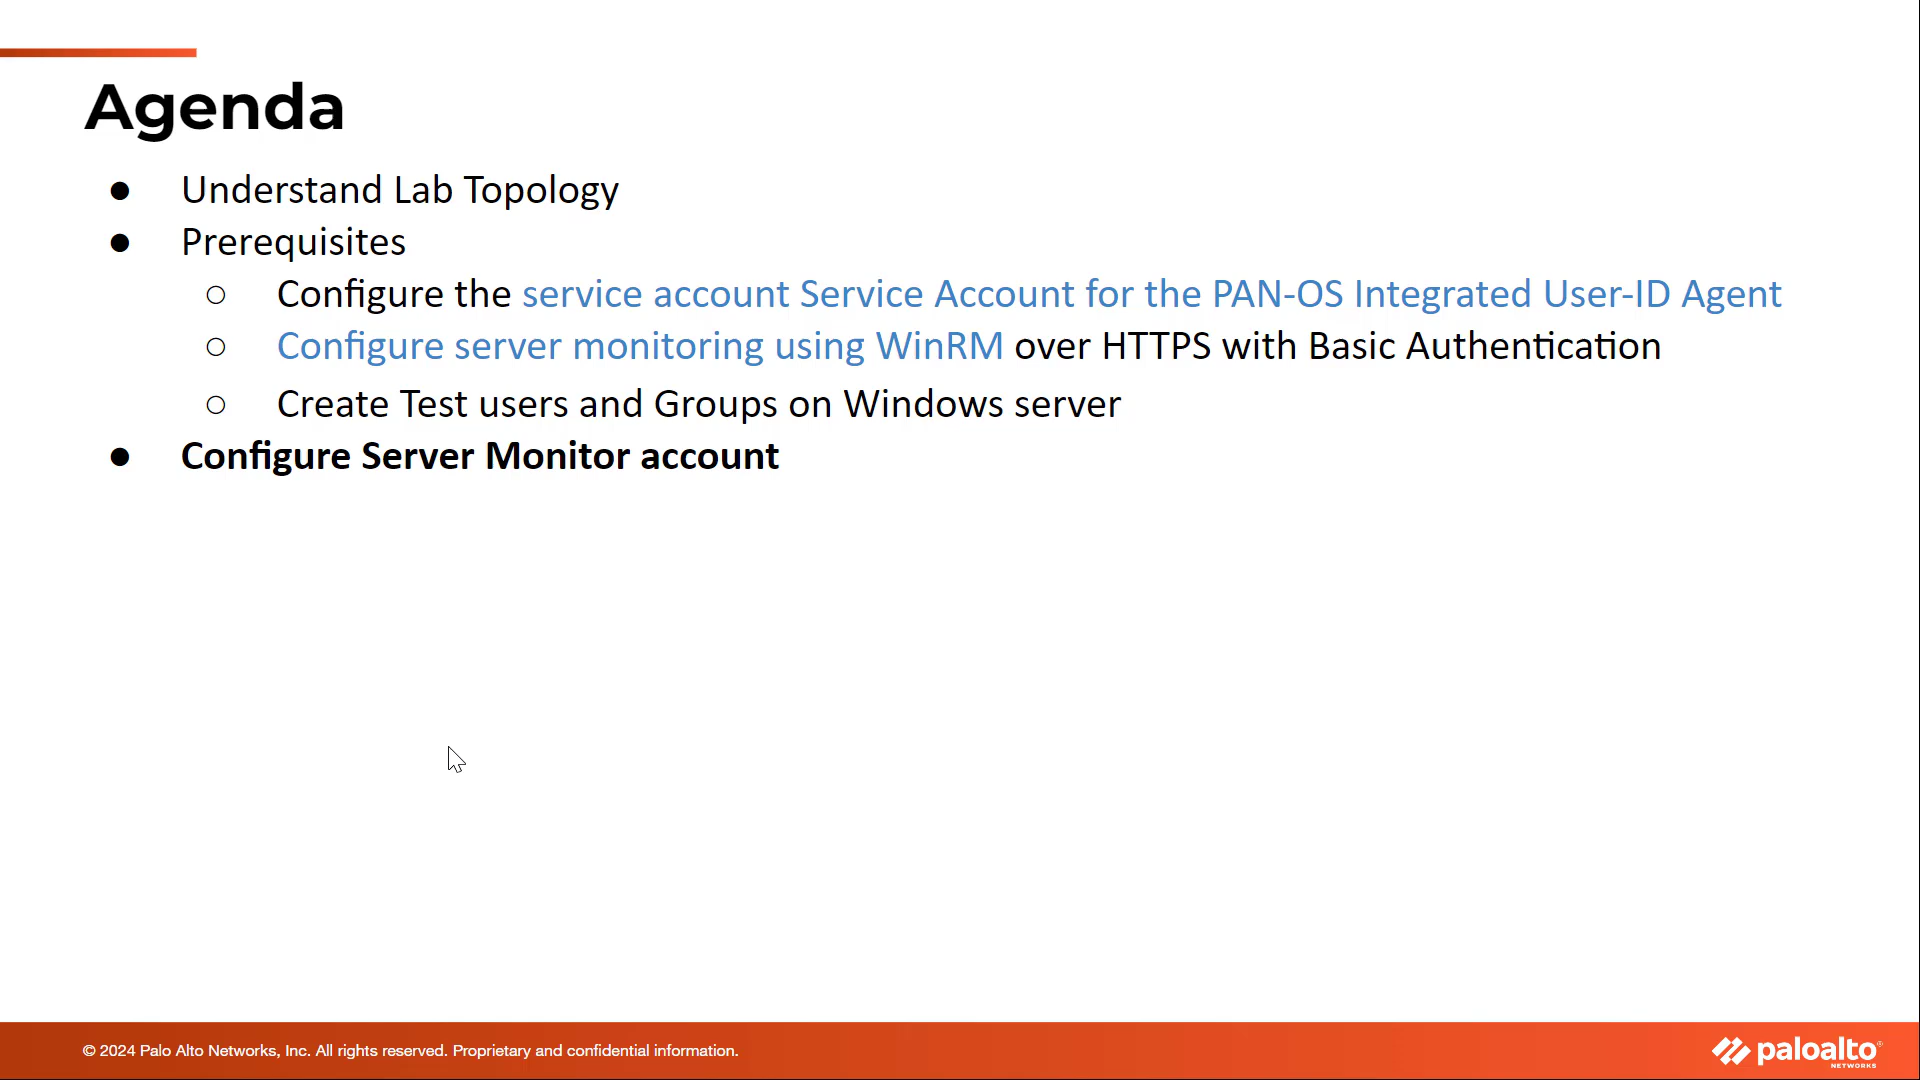 Agenda
● Understand Lab Topology
● Prerequisites
○ Configure the service account Service Account for the PAN-OS Integrated User-ID Agent
○ Configure server monitoring using WinRM over HTTPS with Basic Authentication
○ Create Test users and Groups on Windows server
● Configure Server Monitor account
© 2024 Palo Alto Networks, Inc. All rights reserved. Proprietary and confidential information.
paloalto®
NETWORKS